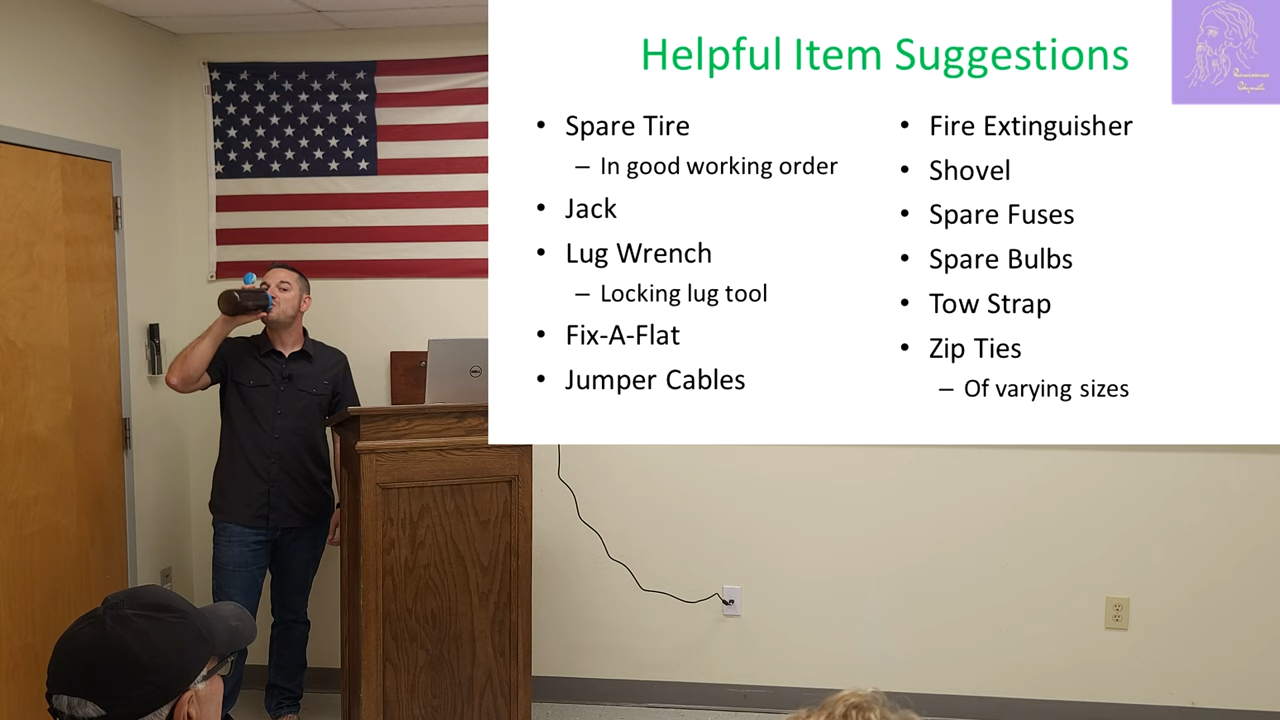 Helpful Item Suggestions
• Spare Tire
– In good working order
• Jack
• Lug Wrench
– Locking lug tool
• Fix-A-Flat
• Jumper Cables
• Fire Extinguisher
• Shovel
• Spare Fuses
• Spare Bulbs
• Tow Strap
• Zip Ties
– Of varying sizes
DELL